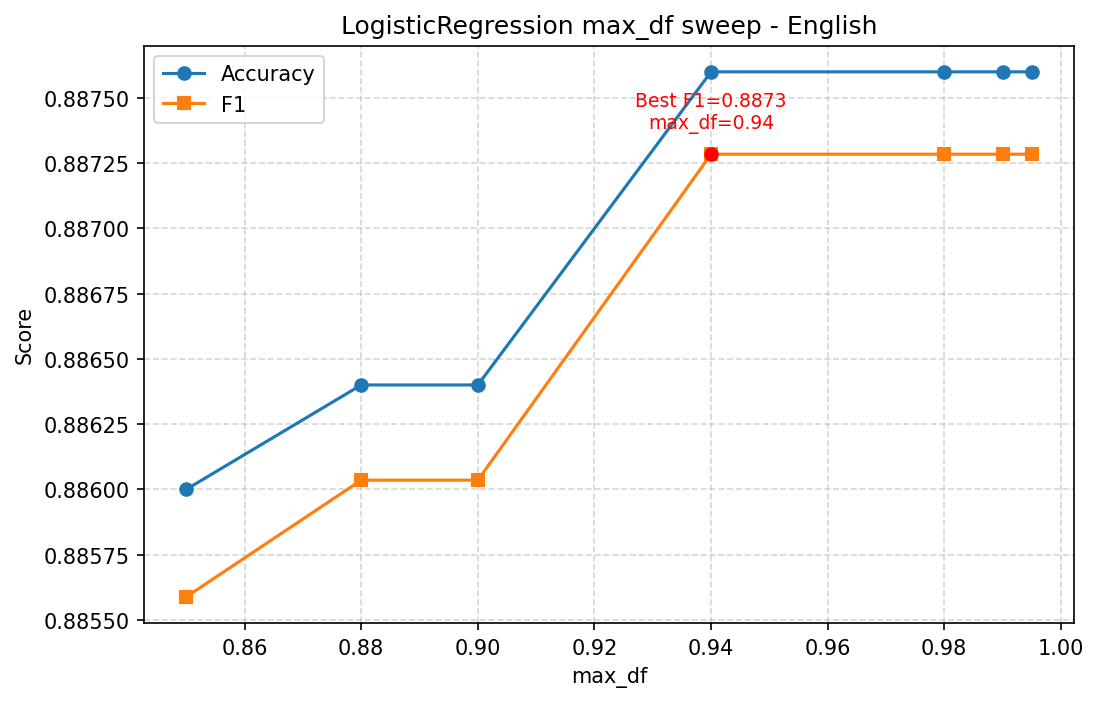 LogisticRegression max_df sweep - English
Accuracy
F1
Best F1=0.8873
max_df=0.94
0.88750
0.88725
0.88700
0.88675
0.88650
0.88625
0.88600
0.88575
0.88550
Score
0.86 0.88 0.90 0.92 0.94 0.96 0.98 1.00
max_df